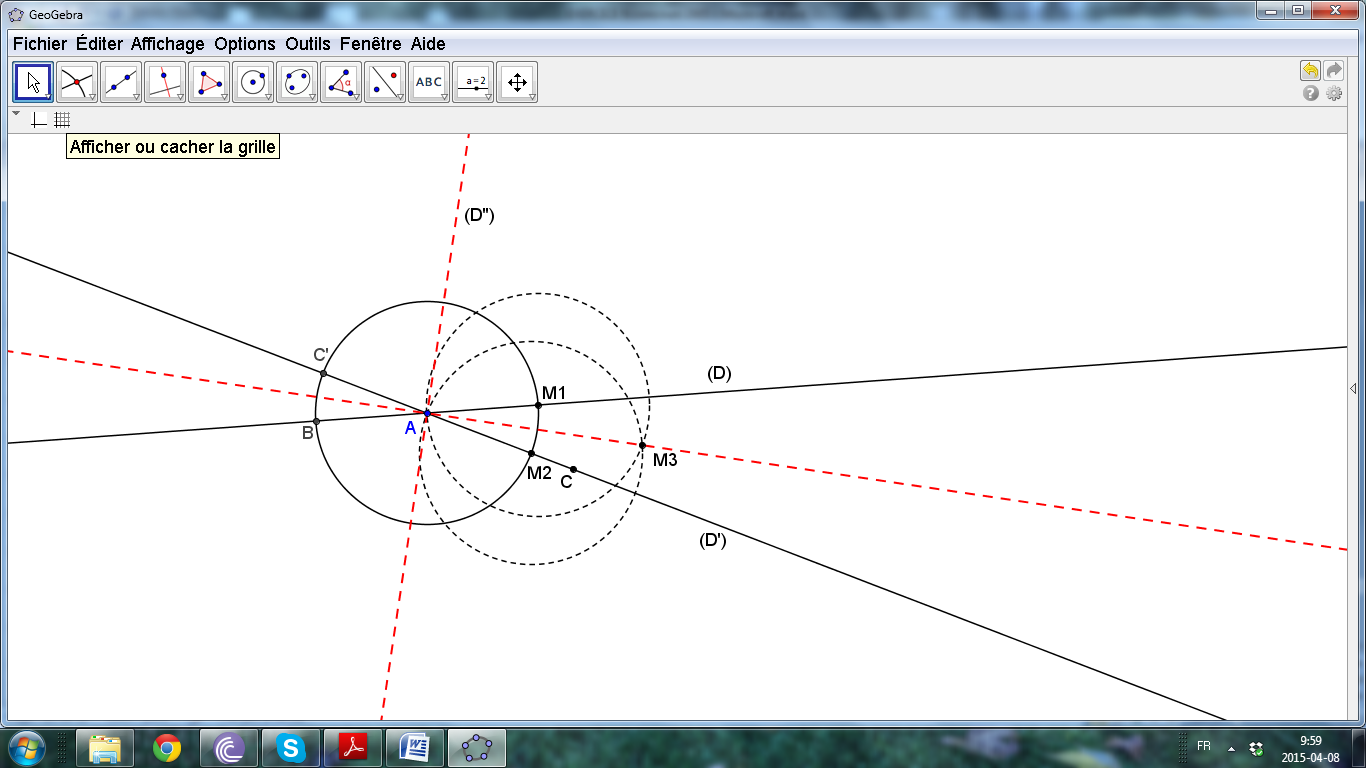 GeoGebra
Fichier Éditer Affichage Options Outils Fenêtre Aide
ABC
a=2
α
Afficher ou cacher la grille
(D")
C'
(D)
M1
B
A
M3
M2
C
(D')
FR
9:59
2015-04-08